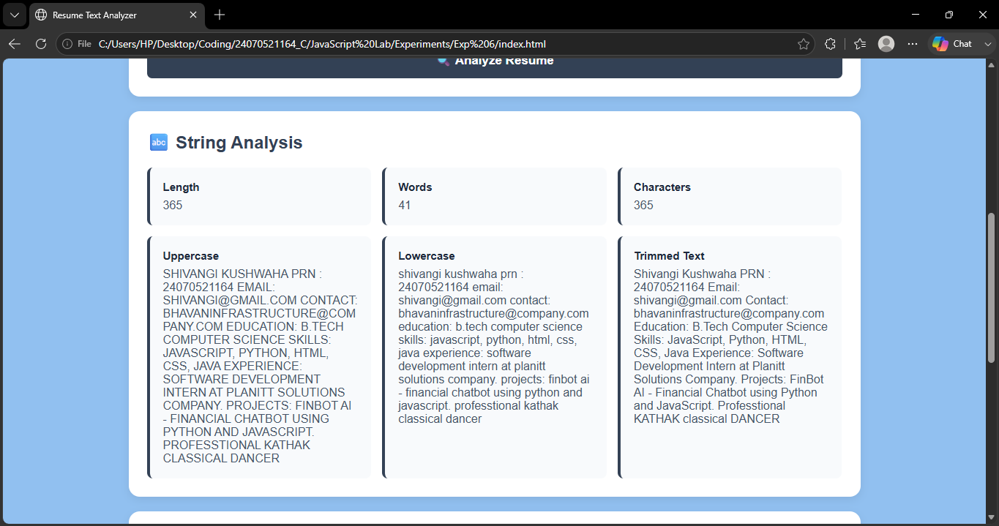 Resume Text Analyzer
File C:/Users/HP/Desktop/Coding/24070521164_C/JavaScript%20Lab/Experiments/Exp%206/index.html
Chat
Analyze Resume
abc String Analysis
Length
365
Words
41
Characters
365
Uppercase
SHIVANGI KUSHWAHA PRN :
24070521164 EMAIL:
SHIVANGI@GMAIL.COM CONTACT:
BHAVANINFRASTRUCTURE@COM
PANY.COM EDUCATION: B.TECH
COMPUTER SCIENCE SKILLS:
JAVASCRIPT, PYTHON, HTML,
CSS, JAVA EXPERIENCE:
SOFTWARE DEVELOPMENT
INTERN AT PLANITT SOLUTIONS
COMPANY. PROJECTS: FINBOT AI
- FINANCIAL CHATBOT USING
PYTHON AND JAVASCRIPT.
PROFESSTIONAL KATHAK
CLASSICAL DANCER
Lowercase
shivangi kushwaha prn :
24070521164 email:
shivangi@gmail.com contact:
bhavaninfrastructure@company.com
education: b.tech computer science
skills: javascript, python, html, css,
java experience: software
development intern at planitt
solutions company. projects: finbot ai
- financial chatbot using python and
javascript. professtional kathak
classical dancer
Trimmed Text
Shivangi Kushwaha PRN :
24070521164 Email:
shivangi@gmail.com Contact:
bhavaninfrastructure@company.com
Education: B.Tech Computer Science
Skills: JavaScript, Python, HTML,
CSS, Java Experience: Software
Development Intern at Planitt
Solutions Company. Projects: FinBot
AI - Financial Chatbot using Python
and JavaScript. Professtional
KATHAK classical DANCER